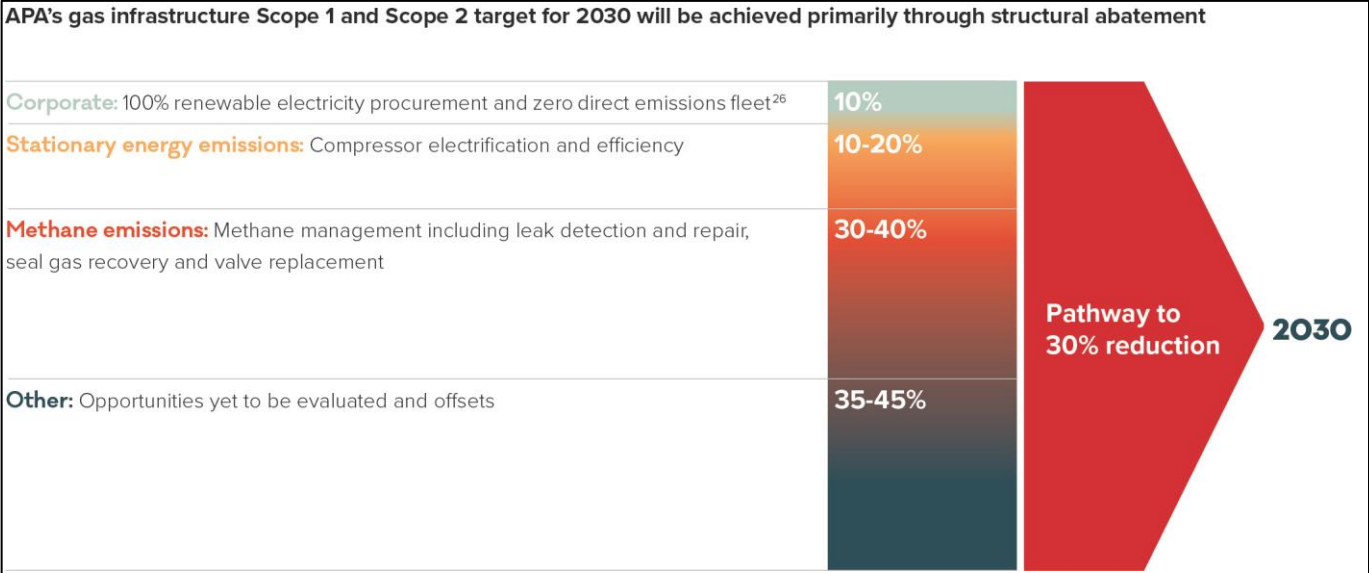 APA’s gas infrastructure Scope 1 and Scope 2 target for 2030 will be achieved primarily through structural abatement
Corporate: 100% renewable electricity procurement and zero direct emissions fleet26
10%
Stationary energy emissions: Compressor electrification and efficiency
10-20%
Methane emissions: Methane management including leak detection and repair,
seal gas recovery and valve replacement
30-40%
Other: Opportunities yet to be evaluated and offsets
35-45%
Pathway to
30% reduction
2030